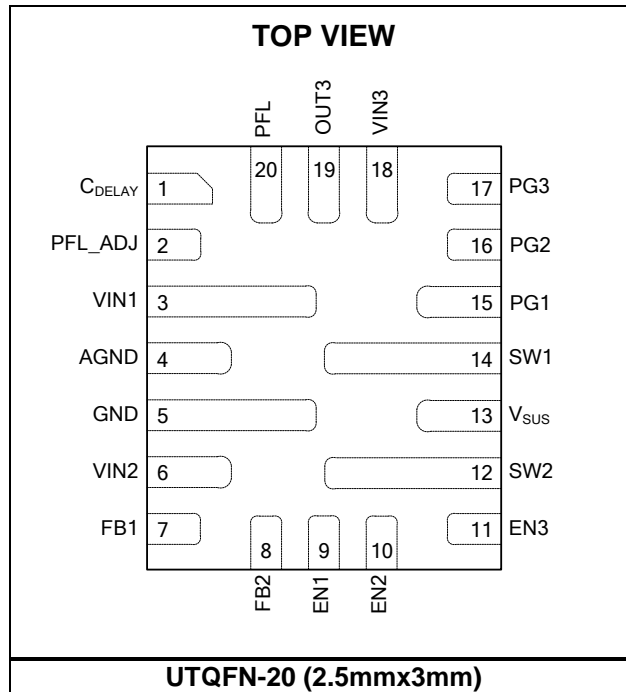 TOP VIEW
PFL
OUT3
VIN3
20
19
18
C_DELAY 1
17 PG3
PFL_ADJ 2
16 PG2
VIN1 3
15 PG1
AGND 4
14 SW1
GND 5
13 V_SUS
VIN2 6
12 SW2
FB1 7
11 EN3
8
9
10
FB2
EN1
EN2
UTQFN-20 (2.5mmx3mm)